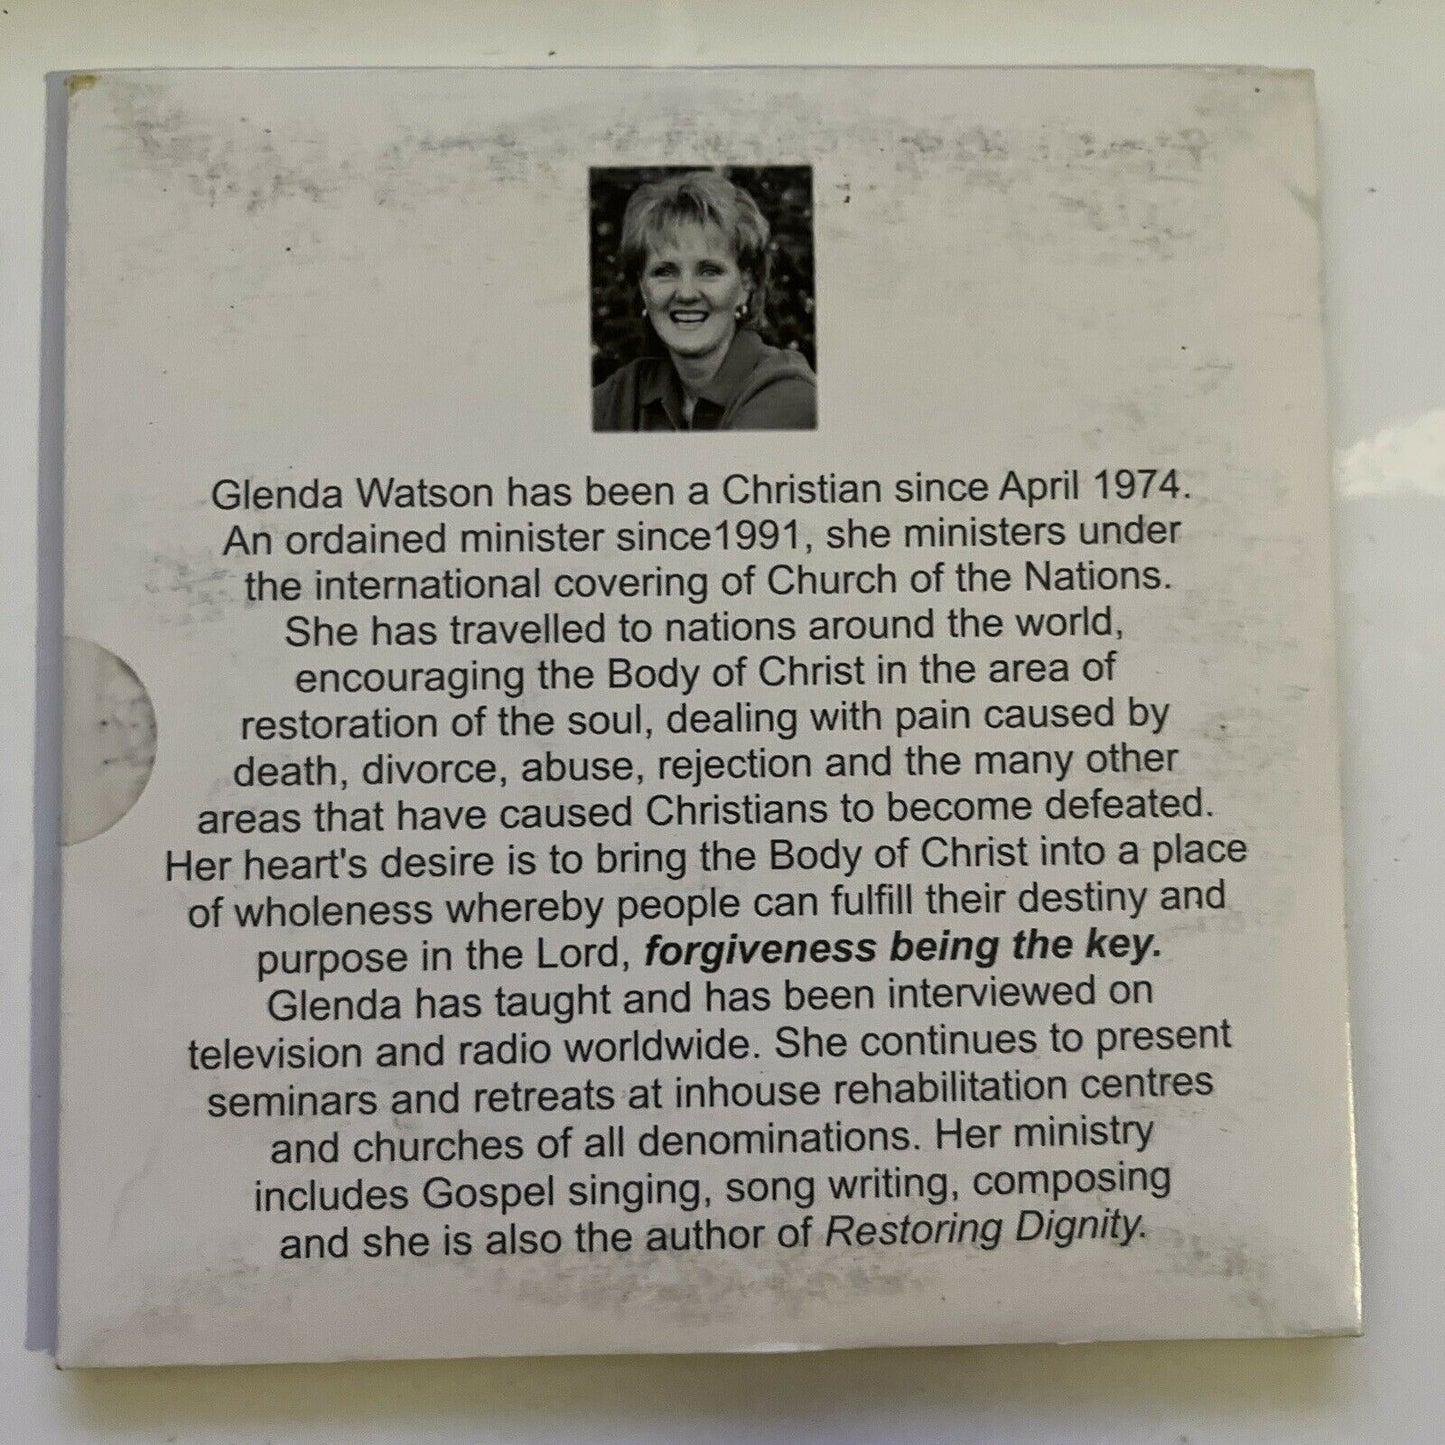 Glenda Watson has been a Christian since April 1974.
An ordained minister since1991, she ministers under
the international covering of Church of the Nations.
She has travelled to nations around the world,
encouraging the Body of Christ in the area of
restoration of the soul, dealing with pain caused by
death, divorce, abuse, rejection and the many other
areas that have caused Christians to become defeated.
Her heart's desire is to bring the Body of Christ into a place
of wholeness whereby people can fulfill their destiny and
purpose in the Lord, forgiveness being the key.
Glenda has taught and has been interviewed on
television and radio worldwide. She continues to present
seminars and retreats at inhouse rehabilitation centres
and churches of all denominations. Her ministry
includes Gospel singing, song writing, composing
and she is also the author of Restoring Dignity.